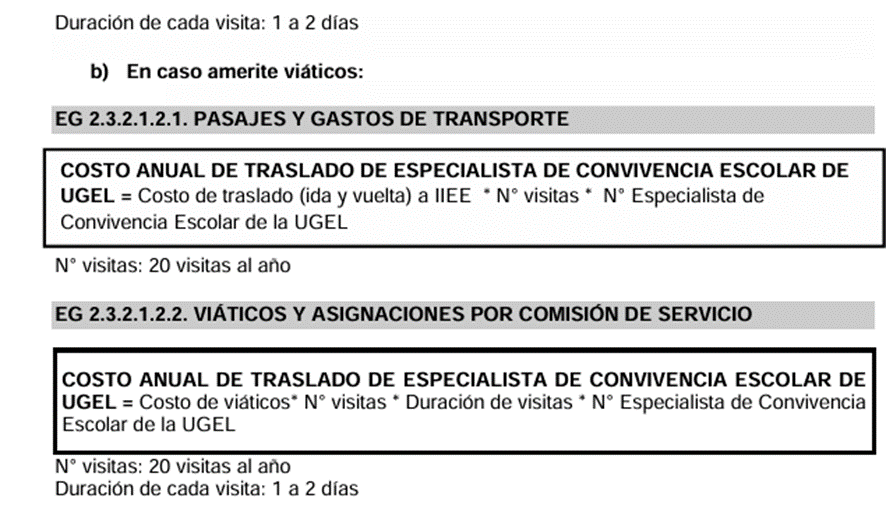 Duración de cada visita: 1 a 2 días
b) En caso amerite viáticos:
EG 2.3.2.1.2.1. PASAJES Y GASTOS DE TRANSPORTE
COSTO ANUAL DE TRASLADO DE ESPECIALISTA DE CONVIVENCIA ESCOLAR DE
UGEL = Costo de traslado (ida y vuelta) a IIEE * N° visitas * N° Especialista de
Convivencia Escolar de la UGEL
N° visitas: 20 visitas al año
EG 2.3.2.1.2.2. VIÁTICOS Y ASIGNACIONES POR COMISIÓN DE SERVICIO
COSTO ANUAL DE TRASLADO DE ESPECIALISTA DE CONVIVENCIA ESCOLAR DE
UGEL = Costo de viáticos* N° visitas * Duración de visitas * N° Especialista de Convivencia
Escolar de la UGEL
N° visitas: 20 visitas al año
Duración de cada visita: 1 a 2 días